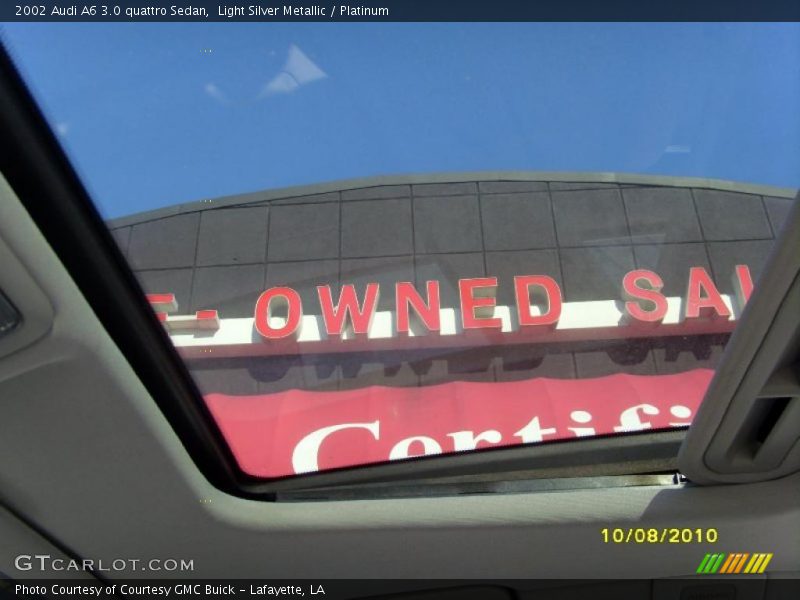 2002 Audi A6 3.0 quattro Sedan,  Light Silver Metallic / Platinum
E-OWNED SAL
Certifi
10/08/2010
GTCARLOT.COM
Photo Courtesy of Courtesy GMC Buick - Lafayette, LA